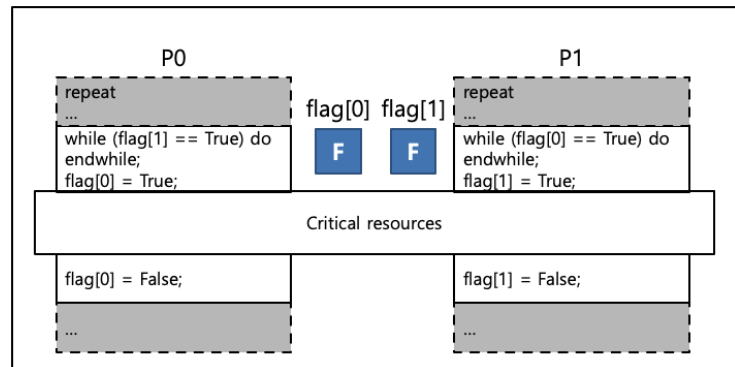 P0
repeat
...
while (flag[1] == True) do
endwhile;
flag[0] = True;
flag[0] flag[1]
F F
P1
repeat
...
while (flag[0] == True) do
endwhile;
flag[1] = True;
Critical resources
flag[0] = False;
...
flag[1] = False;
...